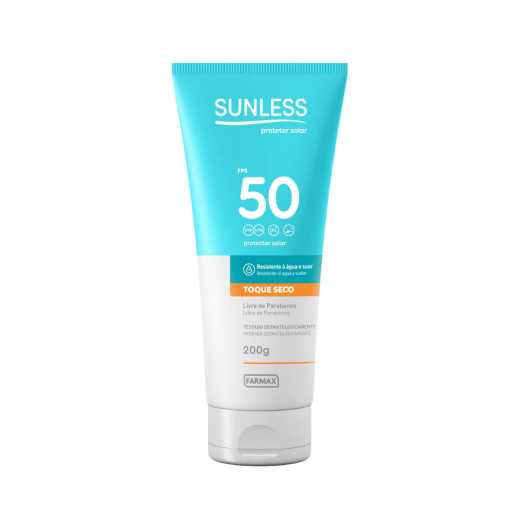 SUNLESS
protetor solar
FPS
50
protector solar
Resistente à água e suor
Resistente al agua y sudor
TOQUE SECO
Livre de Parabenos
Libre de Parabenos
TESTADO DERMATOLOGICAMENTE
PROBADO DERMATOLÓGICAMENTE
200g
FARMAX